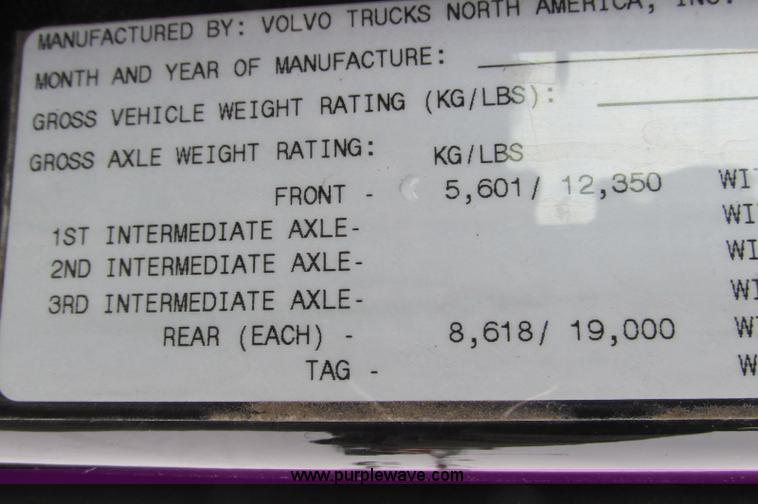 MANUFACTURED BY: VOLVO TRUCKS NORTH AMERICA, INC.
MONTH AND YEAR OF MANUFACTURE:
GROSS VEHICLE WEIGHT RATING (KG/LBS):
GROSS AXLE WEIGHT RATING: KG/LBS
FRONT - 5,601/ 12,350 WIT
1ST INTERMEDIATE AXLE- WI
2ND INTERMEDIATE AXLE- WI
3RD INTERMEDIATE AXLE- WI
REAR (EACH) - 8,618/ 19,000 WI
TAG - W
www.purplewave.com